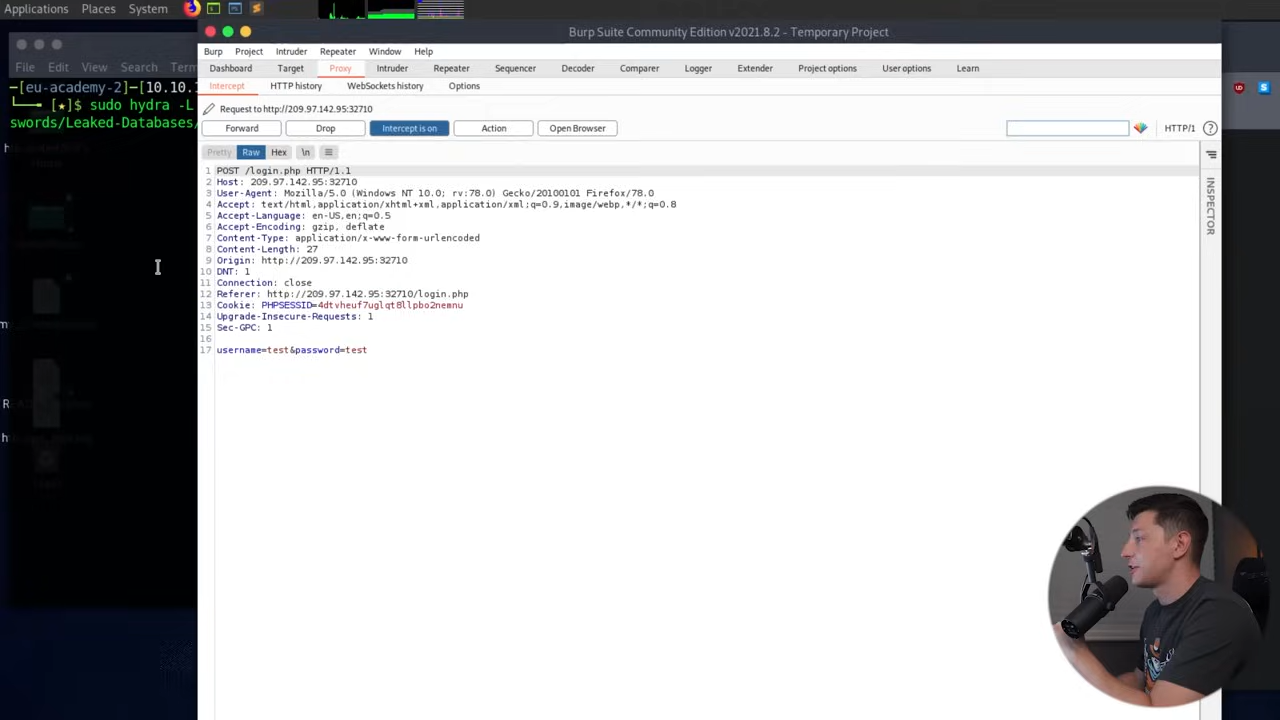 Applications Places System
Burp Suite Community Edition v2021.8.2 - Temporary Project
File Edit View Search Term
─[eu-academy-2]─[10.10.1
└──╼ [★]$ sudo hydra -L
swords/Leaked-Databases/
Burp Project Intruder Repeater Window Help
Dashboard Target Proxy Intruder Repeater Sequencer Decoder Comparer Logger Extender Project options User options Learn
Intercept HTTP history WebSockets history Options
Request to http://209.97.142.95:32710
Forward Drop Intercept is on Action Open Browser HTTP/1 ?
Pretty Raw Hex \n ≡
1 POST /login.php HTTP/1.1
2 Host: 209.97.142.95:32710
3 User-Agent: Mozilla/5.0 (Windows NT 10.0; rv:78.0) Gecko/20100101 Firefox/78.0
4 Accept: text/html,application/xhtml+xml,application/xml;q=0.9,image/webp,*/*;q=0.8
5 Accept-Language: en-US,en;q=0.5
6 Accept-Encoding: gzip, deflate
7 Content-Type: application/x-www-form-urlencoded
8 Content-Length: 27
9 Origin: http://209.97.142.95:32710
10 DNT: 1
11 Connection: close
12 Referer: http://209.97.142.95:32710/login.php
13 Cookie: PHPSESSID=4dtvheuf7uglqt8llpbo2nemnu
14 Upgrade-Insecure-Requests: 1
15 Sec-GPC: 1
16
17 username=test&password=test
INSPECTOR